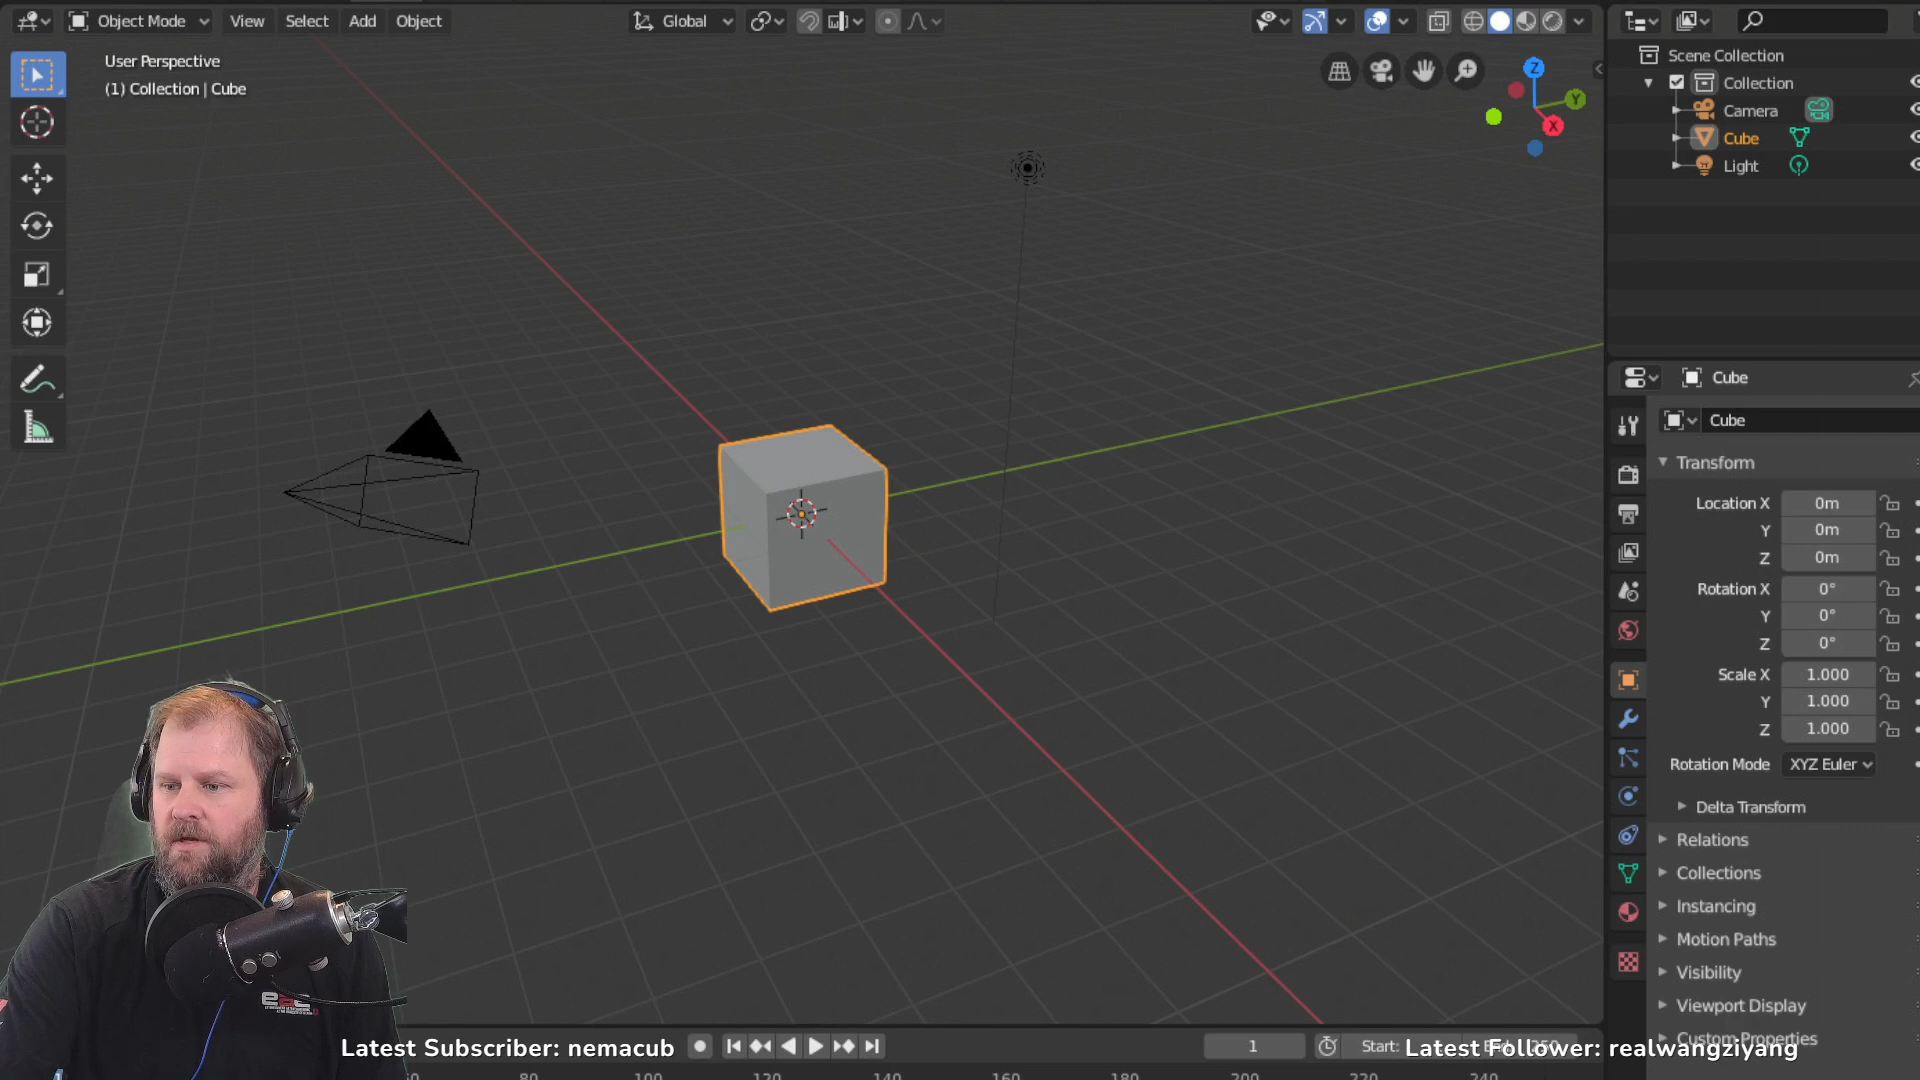 Object Mode View Select Add Object Global
User Perspective
(1) Collection | Cube
Z
Y
X
Scene Collection
Collection
Camera
Cube
Light
Cube
Cube
Transform
Location X 0m
Y 0m
Z 0m
Rotation X 0°
Y 0°
Z 0°
Scale X 1.000
Y 1.000
Z 1.000
Rotation Mode XYZ Euler
Delta Transform
Relations
Collections
Instancing
Motion Paths
Visibility
Viewport Display
Custom Properties
Latest Subscriber: nemacub
1 Start:
Latest Follower: realwangziyang
80 100 120 140 160 180 200 220 240